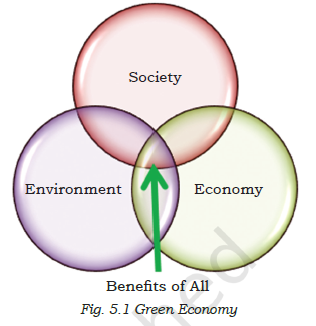 Society
Environment
Economy
Benefits of All
Fig. 5.1 Green Economy